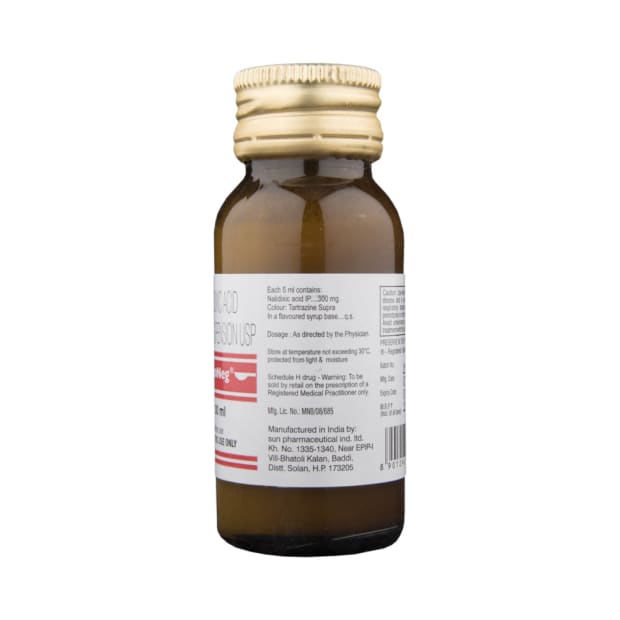 ACID
SUSPENSION USP
Neg®
ml
USE ONLY
Each 5 ml contains:
Nalidixic acid IP....300 mg
Colour: Tartrazine Supra
In a flavoured syrup base....q.s.
Dosage : As directed by the Physician
Store at temperature not exceeding 30°C,
protected from light & moisture
Schedule H drug - Warning: To be
sold by retail on the prescription of a
Registered Medical Practitioner only.
Mfg. Lic. No.: MNB/08/685
Manufactured in India by:
sun pharmaceutical ind. ltd.
Kh. No. 1335-1340, Near EPIP-I
Vill-Bhatoli Kalan, Baddi,
Distt. Solan, H.P. 173205
Batch No.
Mfg. Date
Expiry Date
M.R.P. ₹